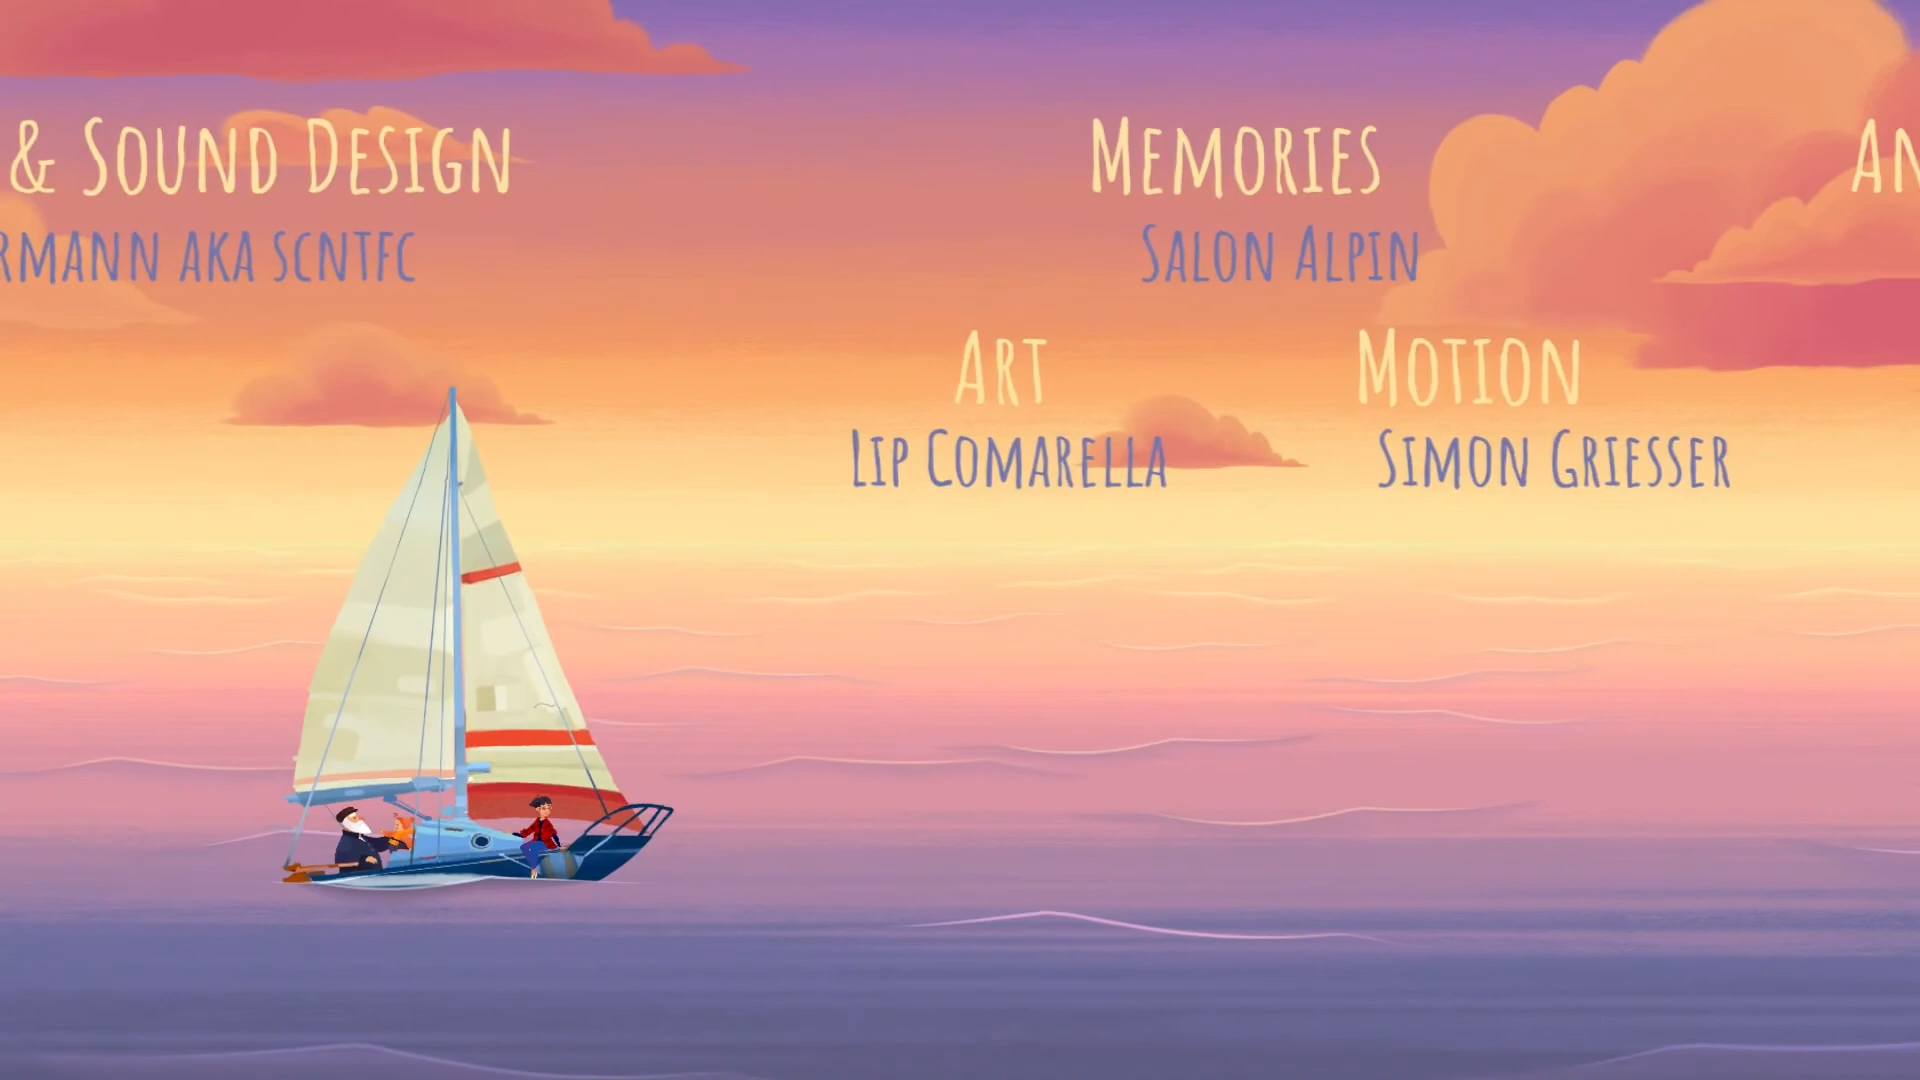 & Sound Design
RMANN AKA SCNTFC
Memories
Salon Alpin
Art
Lip Comarella
Motion
Simon Griesser